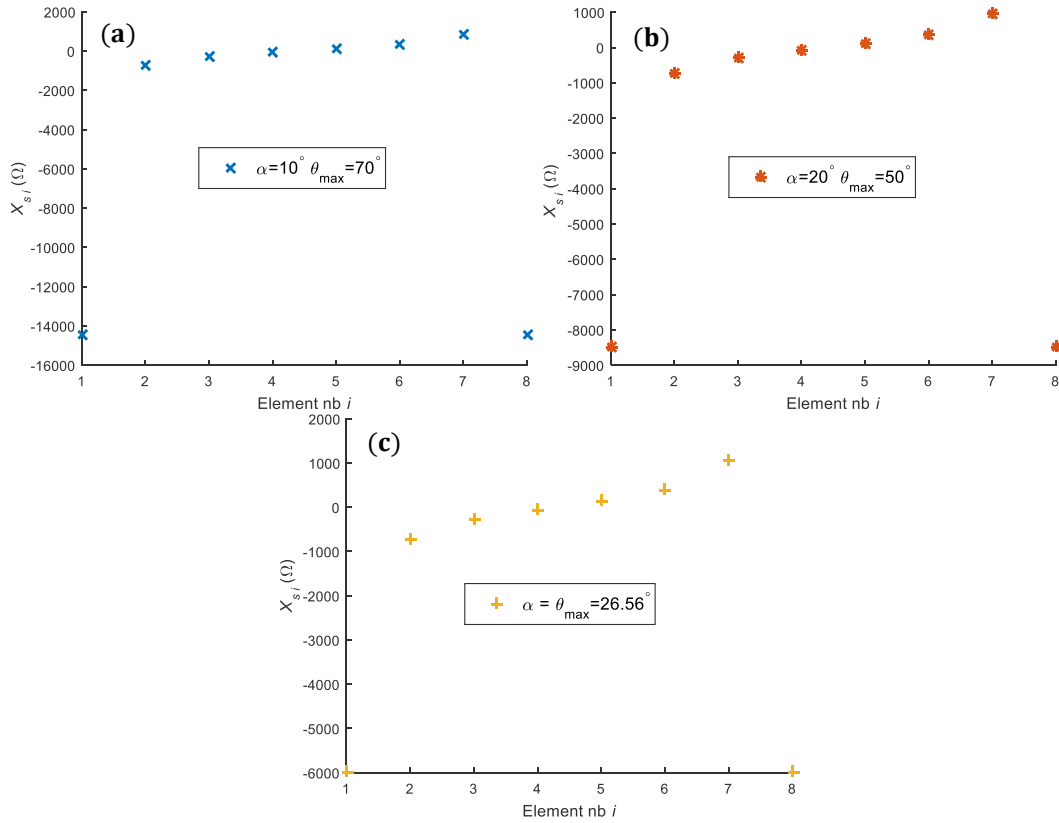 (a)
2000
0
-2000
-4000
-6000
-8000
-10000
-12000
-14000
-16000
X_s i (Ω)
α=10° θ_max=70°
1 2 3 4 5 6 7 8
Element nb i
(b)
1000
0
-1000
-2000
-3000
-4000
-5000
-6000
-7000
-8000
-9000
X_s i (Ω)
α=20° θ_max=50°
1 2 3 4 5 6 7 8
Element nb i
(c)
2000
1000
0
-1000
-2000
-3000
-4000
-5000
-6000
X_s i (Ω)
α = θ_max=26.56°
1 2 3 4 5 6 7 8
Element nb i